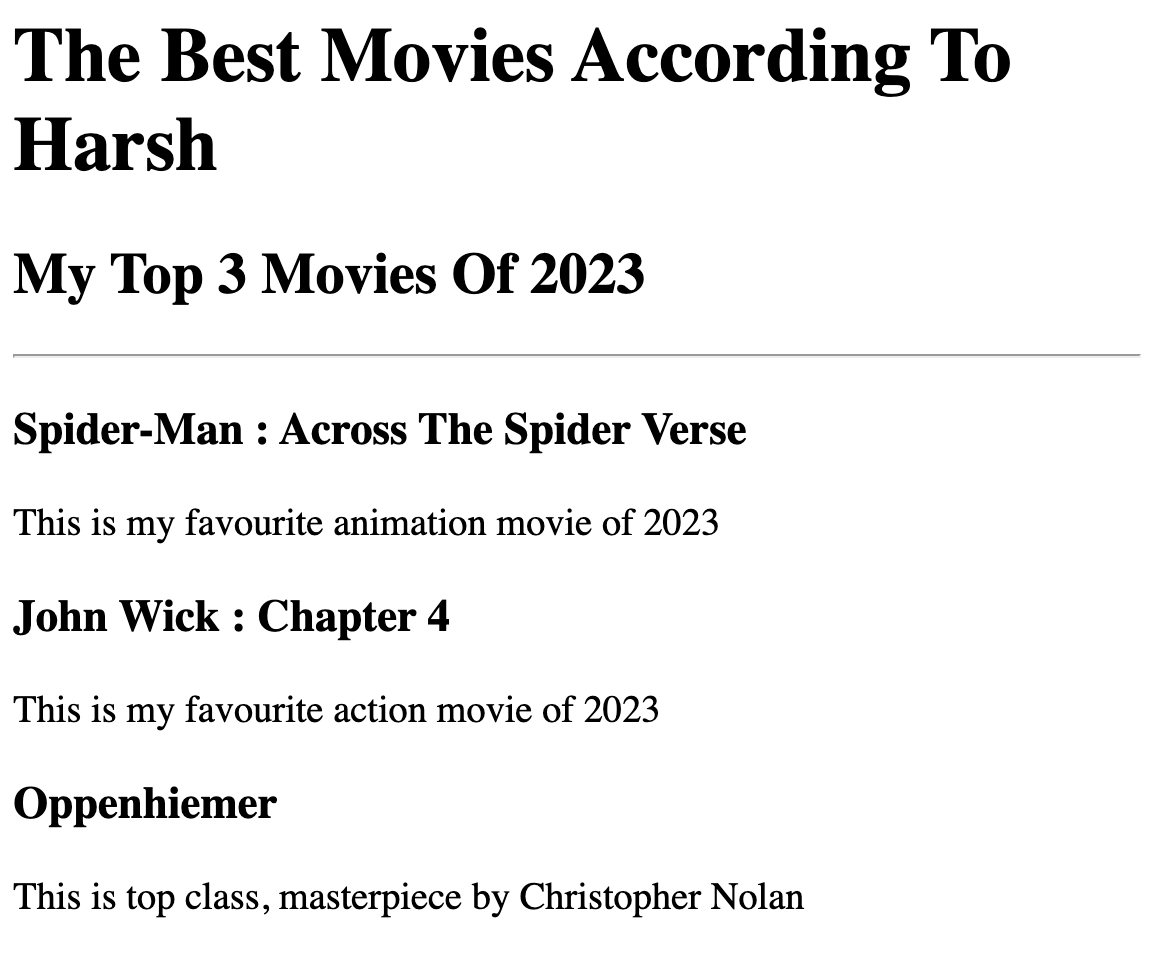 The Best Movies According To
Harsh
My Top 3 Movies Of 2023
Spider-Man : Across The Spider Verse
This is my favourite animation movie of 2023
John Wick : Chapter 4
This is my favourite action movie of 2023
Oppenhiemer
This is top class, masterpiece by Christopher Nolan